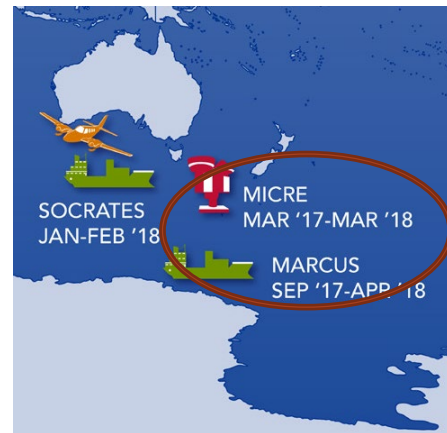 SOCRATES
JAN-FEB '18
MICRE
MAR '17-MAR '18
MARCUS
SEP '17-APR '18